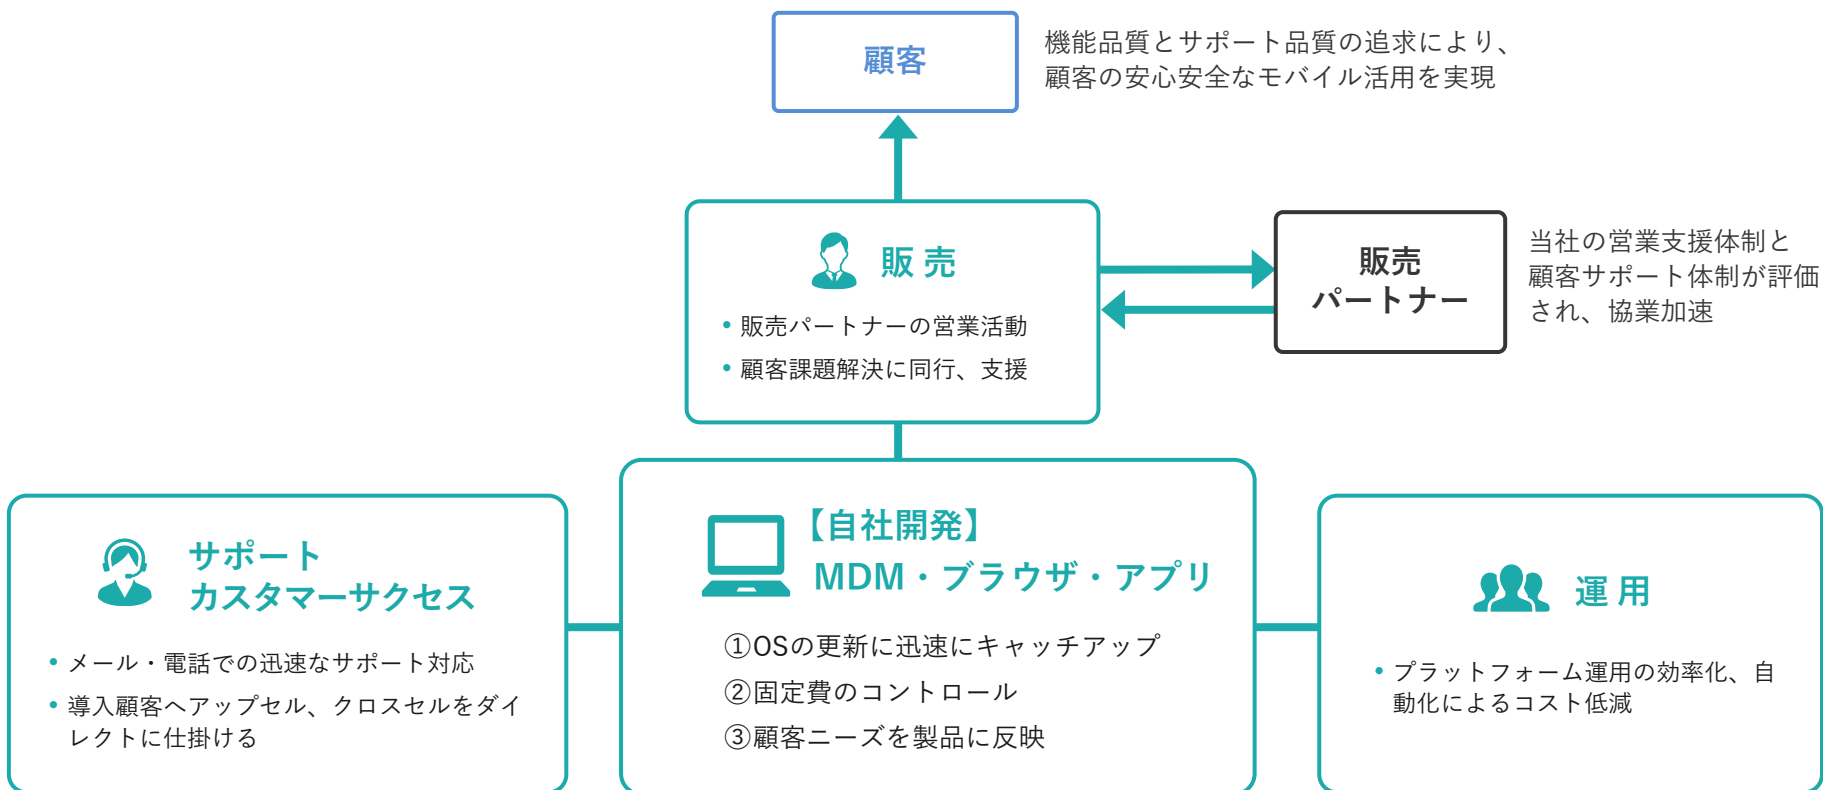 顧客
機能品質とサポート品質の追求により、
顧客の安心安全なモバイル活用を実現
販売
• 販売パートナーの営業活動
• 顧客課題解決に同行、支援
販売
パートナー
当社の営業支援体制と
顧客サポート体制が評価
され、協業加速
サポート
カスタマーサクセス
• メール・電話での迅速なサポート対応
• 導入顧客へアップセル、クロスセルをダイ
レクトに仕掛ける
【自社開発】
MDM・ブラウザ・アプリ
①OSの更新に迅速にキャッチアップ
②固定費のコントロール
③顧客ニーズを製品に反映
運用
• プラットフォーム運用の効率化、自
動化によるコスト低減